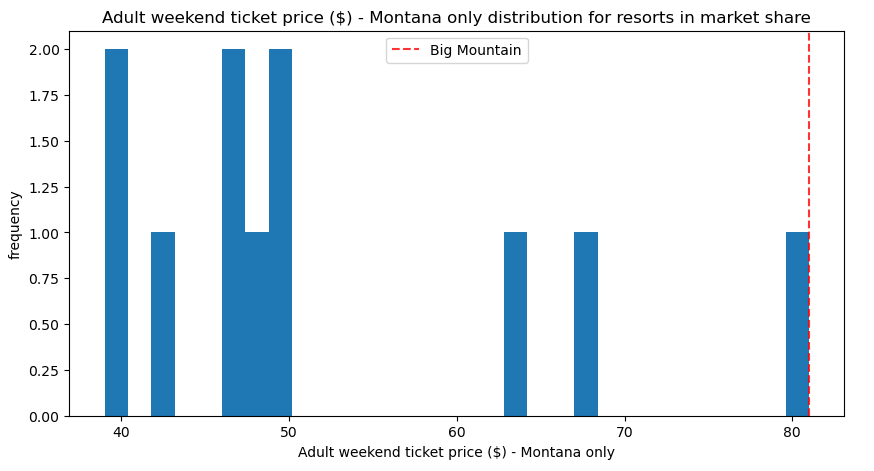 Adult weekend ticket price ($) - Montana only distribution for resorts in market share
Big Mountain
frequency
2.00
1.75
1.50
1.25
1.00
0.75
0.50
0.25
0.00
40 50 60 70 80
Adult weekend ticket price ($) - Montana only